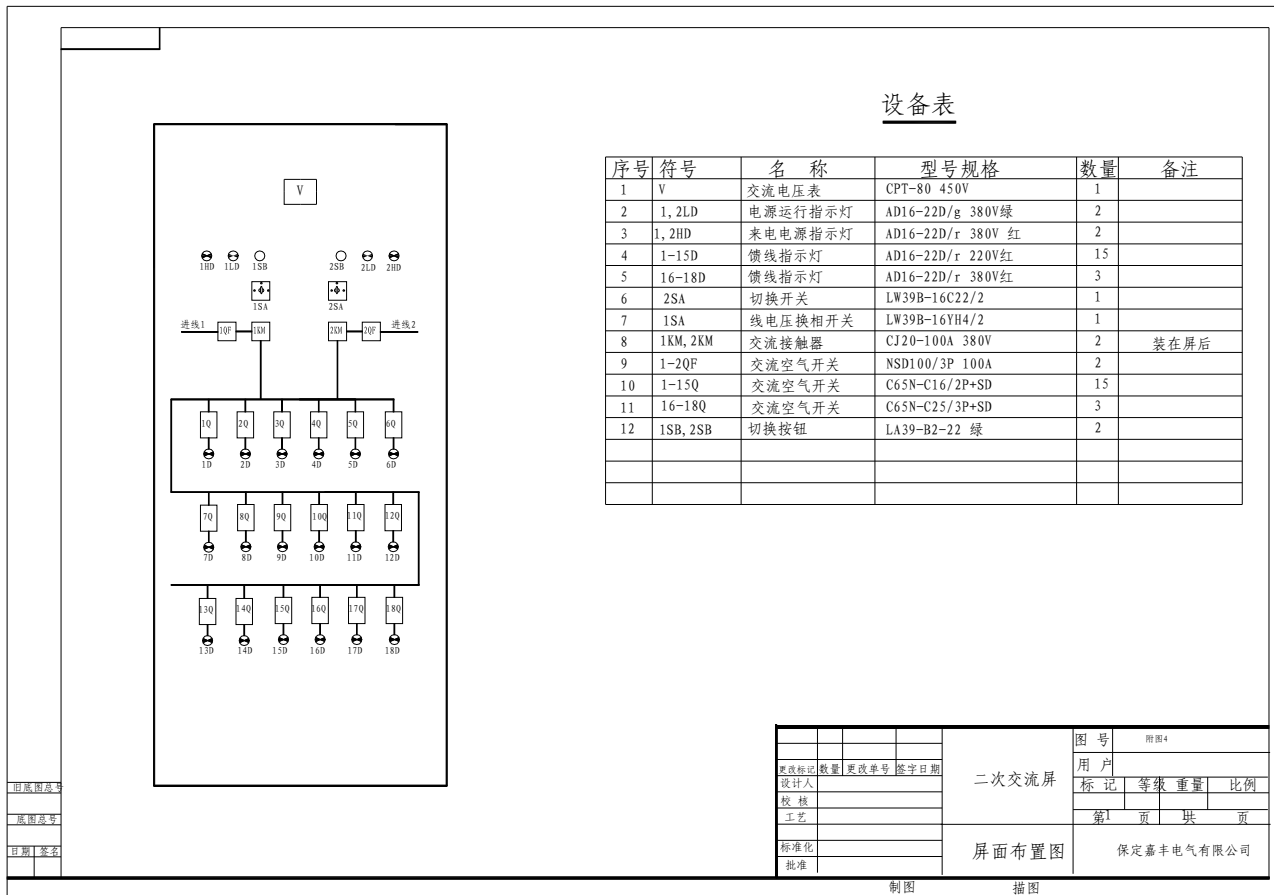 设备表
序号 符号 名 称 型号规格 数量 备注
1 V 交流电压表 CPT-80 450V 1
2 1,2LD 电源运行指示灯 AD16-22D/g 380V绿 2
3 1,2HD 来电电源指示灯 AD16-22D/r 380V 红 2
4 1-15D 馈线指示灯 AD16-22D/r 220V红 15
5 16-18D 馈线指示灯 AD16-22D/r 380V红 3
6 2SA 切换开关 LW39B-16C22/2 1
7 1SA 线电压换相开关 LW39B-16YH4/2 1
8 1KM,2KM 交流接触器 CJ20-100A 380V 2 装在屏后
9 1-2QF 交流空气开关 NSD100/3P 100A 2
10 1-15Q 交流空气开关 C65N-C16/2P+SD 15
11 16-18Q 交流空气开关 C65N-C25/3P+SD 3
12 1SB,2SB 切换按钮 LA39-B2-22 绿 2
V
1HD 1LD 1SB 2SB 2LD 2HD
1SA 2SA
进线1 1QF 1KM 2KM 2QF 进线2
1Q 2Q 3Q 4Q 5Q 6Q
1D 2D 3D 4D 5D 6D
7Q 8Q 9Q 10Q 11Q 12Q
7D 8D 9D 10D 11D 12D
13Q 14Q 15Q 16Q 17Q 18Q
13D 14D 15D 16D 17D 18D
旧底图总号
底图总号
日期 签名
更改标记 数量 更改单号 签字日期
设计人
校 核
工艺
标准化
批准
二次交流屏
屏面布置图
图 号 附图4
用 户
标 记 等级 重量 比例
第1 页 共1 页
保定嘉丰电气有限公司
制图 描图